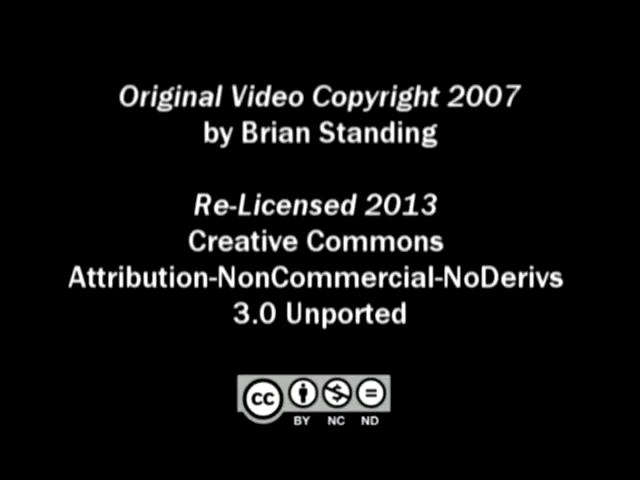 Original Video Copyright 2007
by Brian Standing
Re-Licensed 2013
Creative Commons
Attribution-NonCommercial-NoDerivs
3.0 Unported
cc
BY NC ND